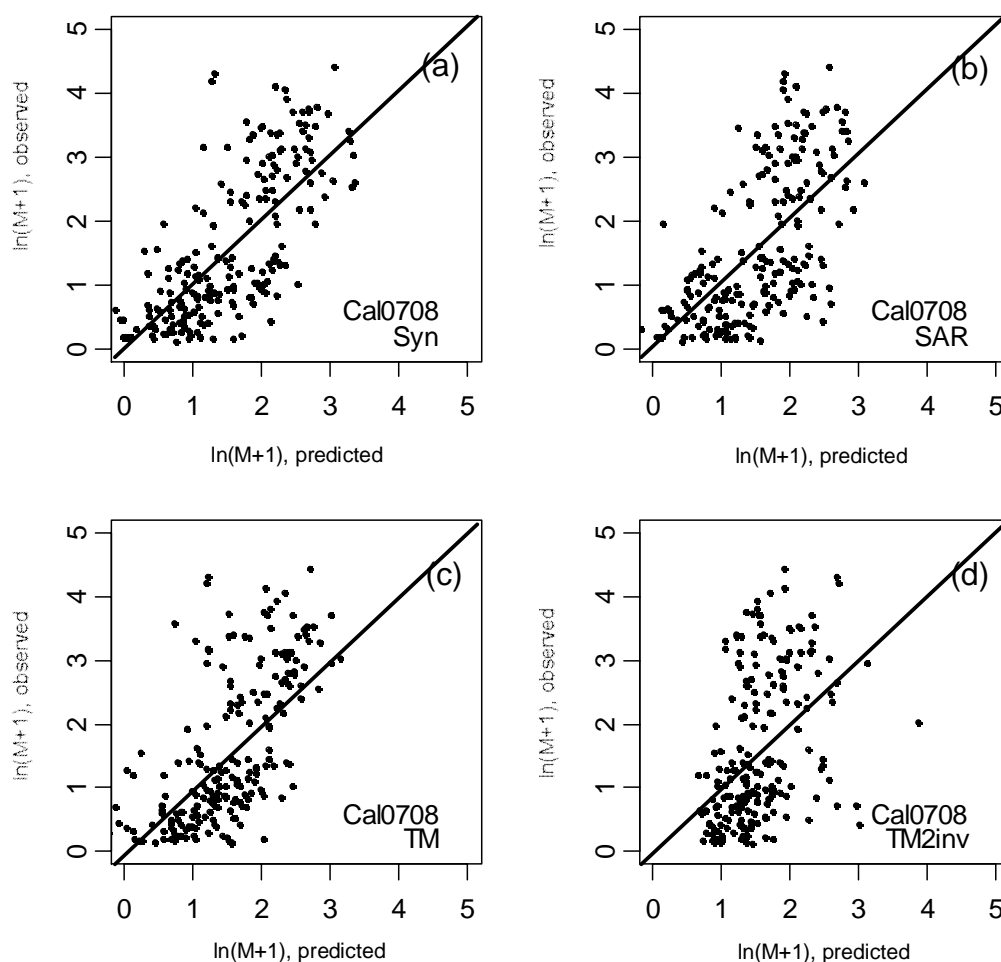 5
4
3
2
1
0
ln(M+1), observed
(a)
Cal0708
Syn
0 1 2 3 4 5
ln(M+1), predicted
5
4
3
2
1
0
ln(M+1), observed
(b)
Cal0708
SAR
0 1 2 3 4 5
ln(M+1), predicted
5
4
3
2
1
0
ln(M+1), observed
(c)
Cal0708
TM
0 1 2 3 4 5
ln(M+1), predicted
5
4
3
2
1
0
ln(M+1), observed
(d)
Cal0708
TM2inv
0 1 2 3 4 5
ln(M+1), predicted